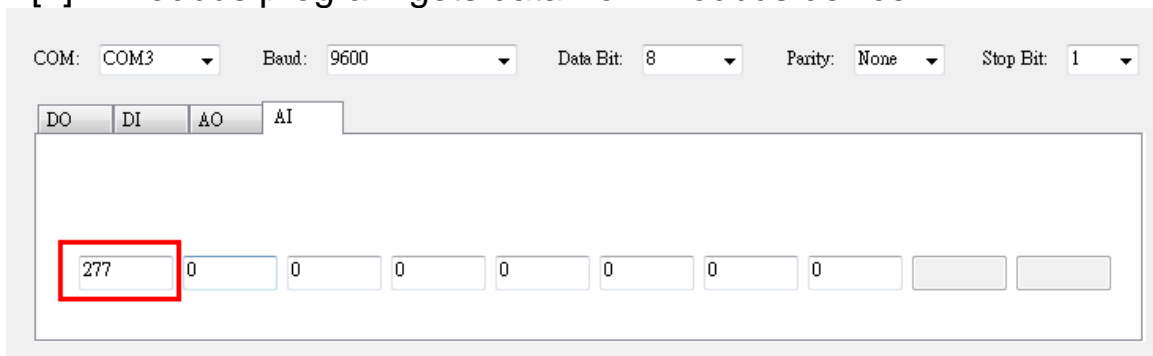 COM: COM3 Baud: 9600 Data Bit: 8 Parity: None Stop Bit: 1
DO DI AO AI
277 0 0 0 0 0 0 0